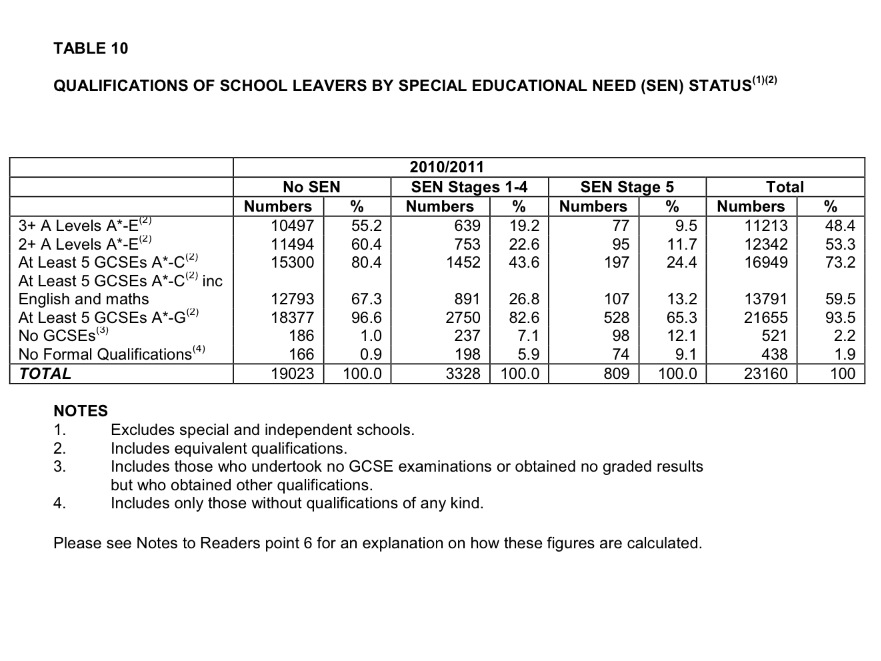 TABLE 10
QUALIFICATIONS OF SCHOOL LEAVERS BY SPECIAL EDUCATIONAL NEED (SEN) STATUS(1)(2)
2010/2011
No SEN SEN Stages 1-4 SEN Stage 5 Total
Numbers % Numbers % Numbers % Numbers %
3+ A Levels A*-E(2) 10497 55.2 639 19.2 77 9.5 11213 48.4
2+ A Levels A*-E(2) 11494 60.4 753 22.6 95 11.7 12342 53.3
At Least 5 GCSEs A*-C(2) 15300 80.4 1452 43.6 197 24.4 16949 73.2
At Least 5 GCSEs A*-C(2) inc
English and maths 12793 67.3 891 26.8 107 13.2 13791 59.5
At Least 5 GCSEs A*-G(2) 18377 96.6 2750 82.6 528 65.3 21655 93.5
No GCSEs(3) 186 1.0 237 7.1 98 12.1 521 2.2
No Formal Qualifications(4) 166 0.9 198 5.9 74 9.1 438 1.9
TOTAL 19023 100.0 3328 100.0 809 100.0 23160 100
NOTES
1. Excludes special and independent schools.
2. Includes equivalent qualifications.
3. Includes those who undertook no GCSE examinations or obtained no graded results
but who obtained other qualifications.
4. Includes only those without qualifications of any kind.
Please see Notes to Readers point 6 for an explanation on how these figures are calculated.